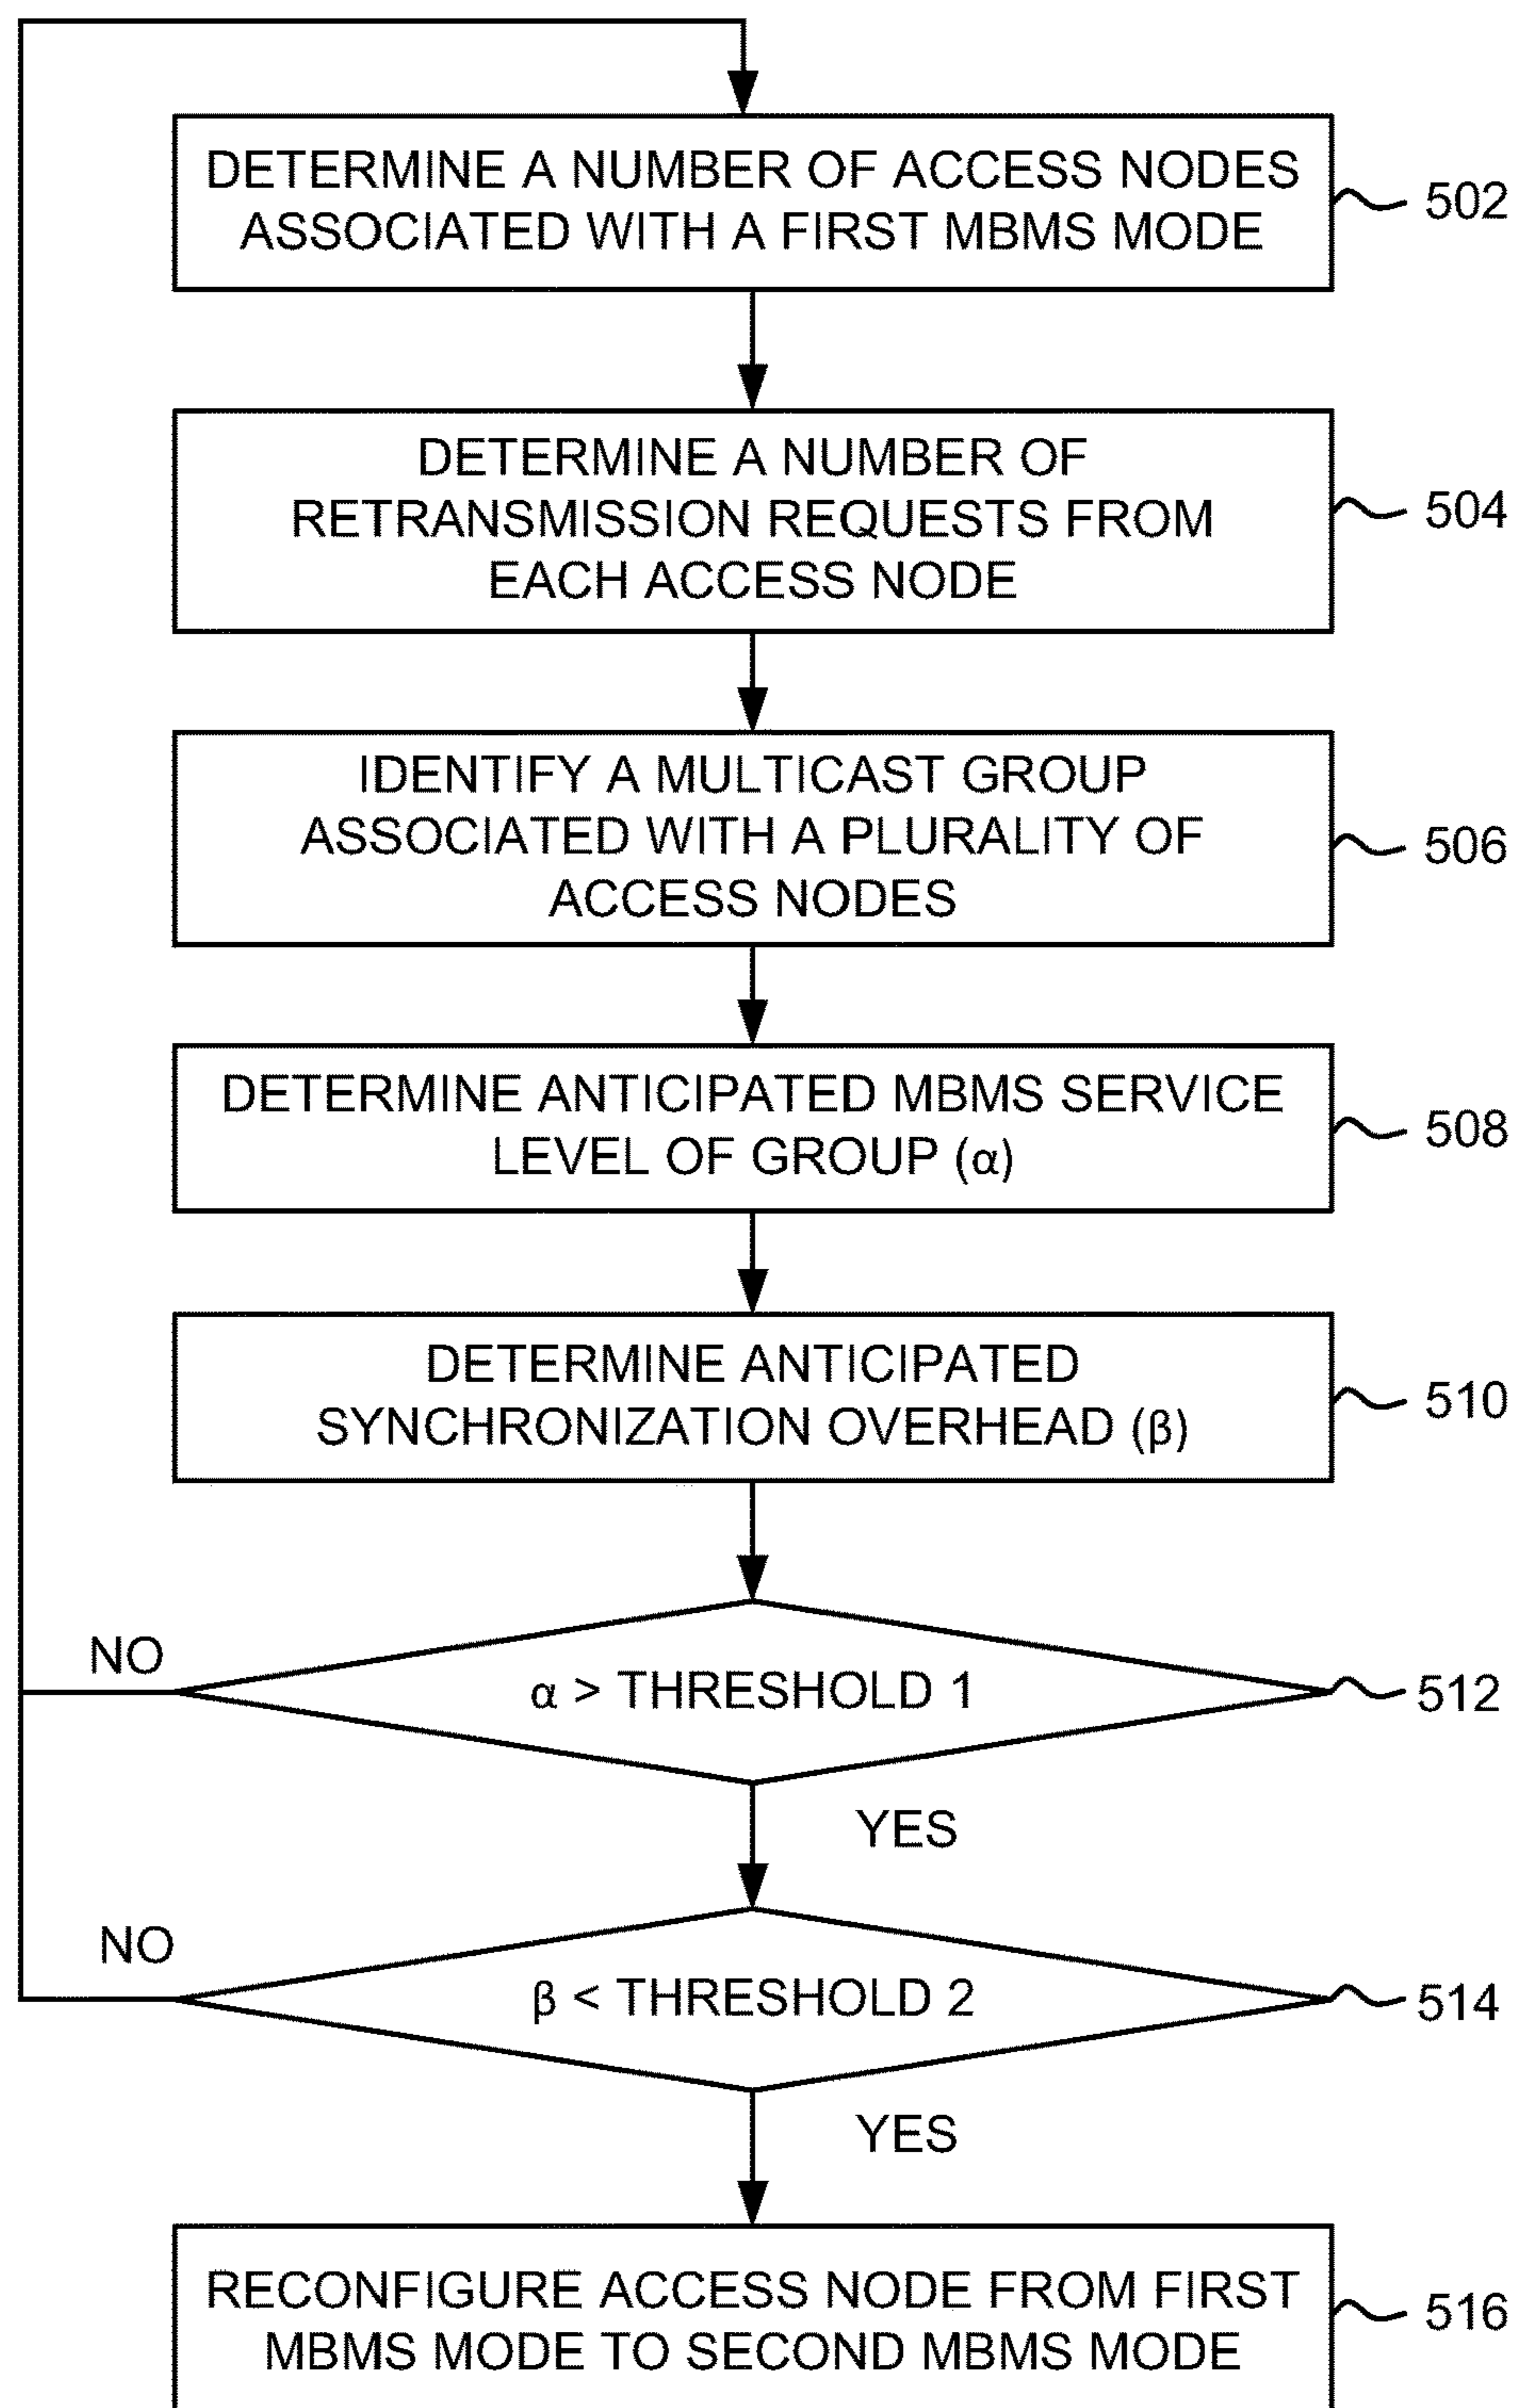 DETERMINE A NUMBER OF ACCESS NODES
ASSOCIATED WITH A FIRST MBMS MODE
502
DETERMINE A NUMBER OF
RETRANSMISSION REQUESTS FROM
EACH ACCESS NODE
504
IDENTIFY A MULTICAST GROUP
ASSOCIATED WITH A PLURALITY OF
ACCESS NODES
506
DETERMINE ANTICIPATED MBMS SERVICE
LEVEL OF GROUP (α)
508
DETERMINE ANTICIPATED
SYNCHRONIZATION OVERHEAD (β)
510
NO
α > THRESHOLD 1
512
YES
NO
β < THRESHOLD 2
514
YES
RECONFIGURE ACCESS NODE FROM FIRST
MBMS MODE TO SECOND MBMS MODE
516